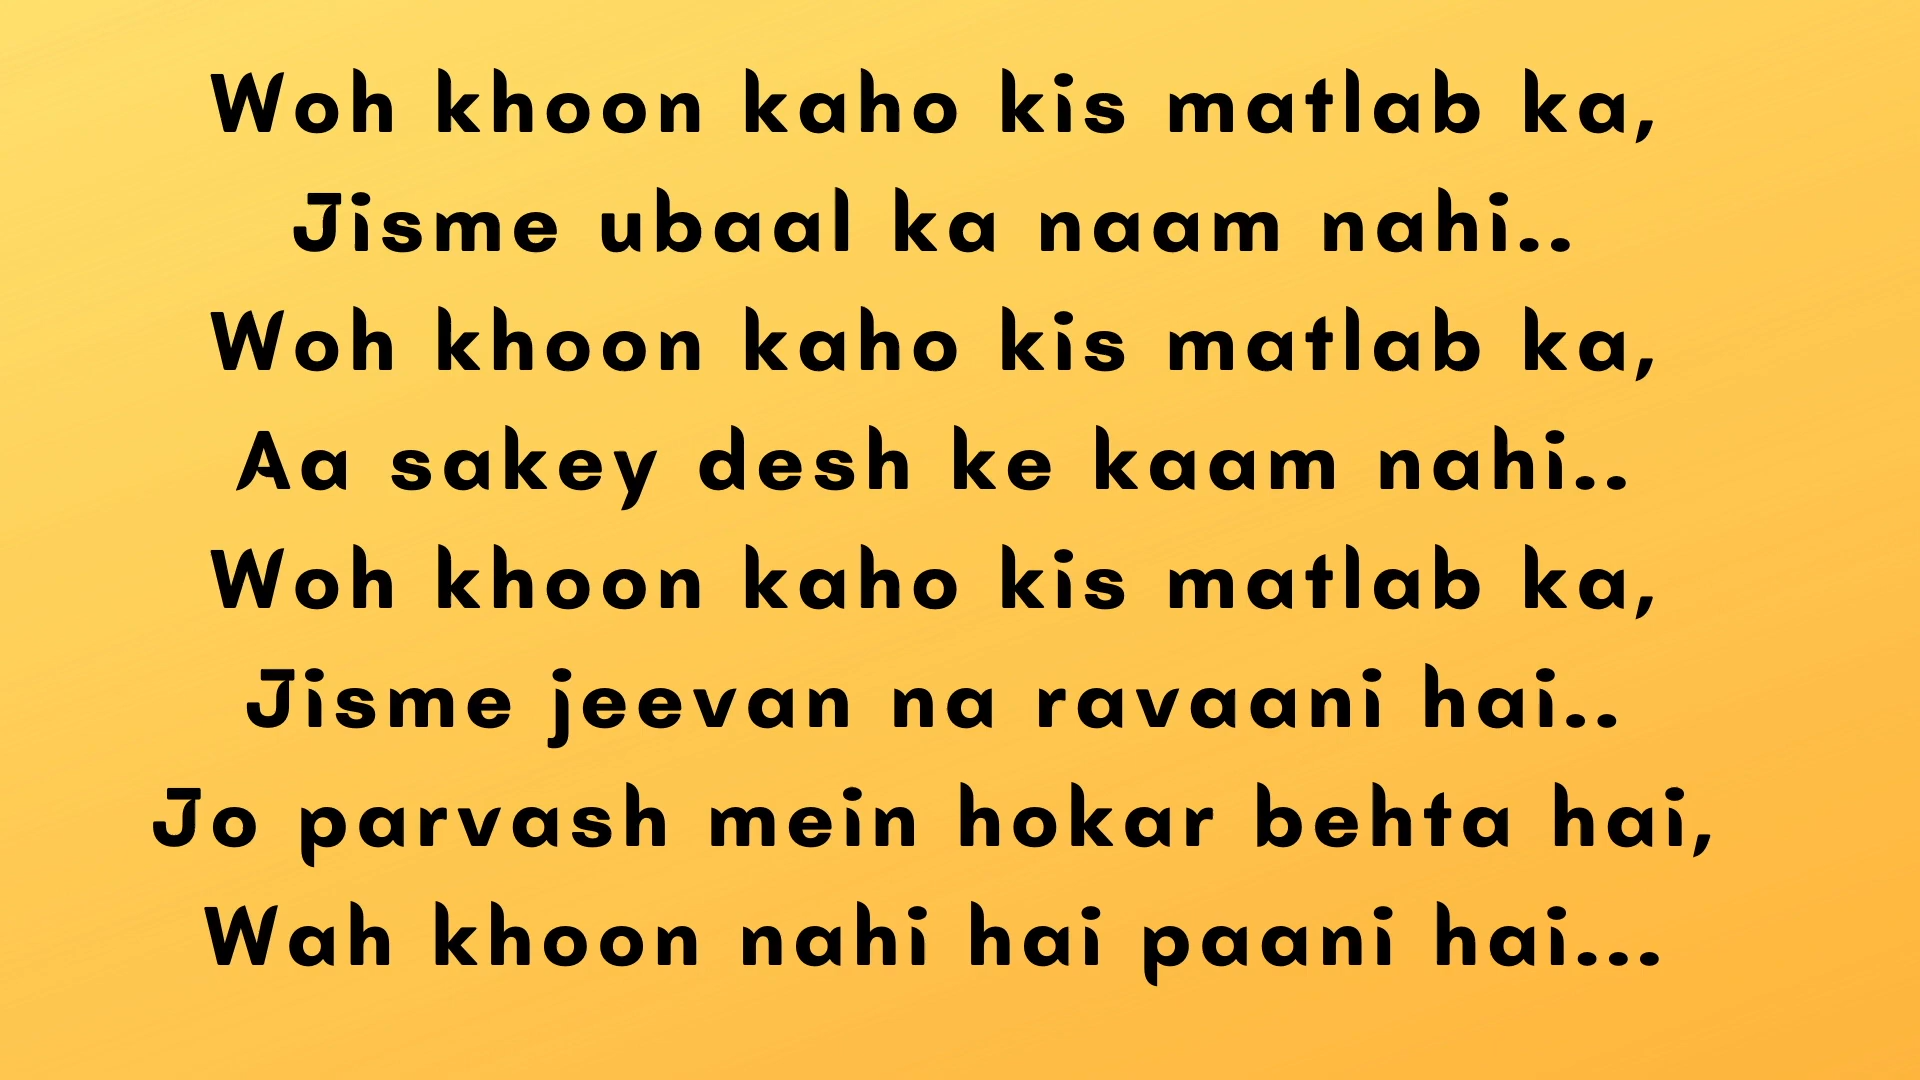 Woh khoon kaho kis matlab ka,
Jisme ubaal ka naam nahi..
Woh khoon kaho kis matlab ka,
Aa sakey desh ke kaam nahi..
Woh khoon kaho kis matlab ka,
Jisme jeevan na ravaani hai..
Jo parvash mein hokar behta hai,
Wah khoon nahi hai paani hai...